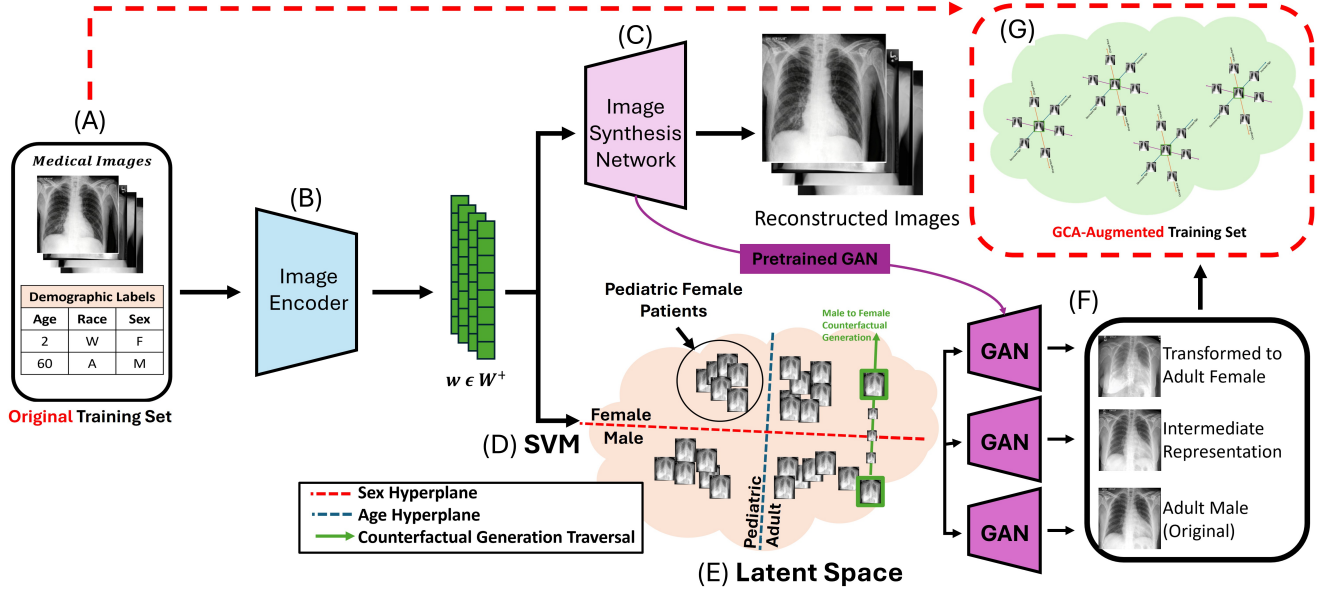 (A)
Medical Images
Demographic Labels
Age Race Sex
2 W F
60 A M
Original Training Set
(B)
Image
Encoder
w ϵ W⁺
(C)
Image
Synthesis
Network
Reconstructed Images
Pretrained GAN
(D) SVM
Pediatric Female
Patients
Male to Female
Counterfactual
Generation
Female
Male
Pediatric
Adult
Sex Hyperplane
Age Hyperplane
Counterfactual Generation Traversal
(E) Latent Space
GAN
GAN
GAN
(F)
Transformed to
Adult Female
Intermediate
Representation
Adult Male
(Original)
(G)
GCA-Augmented Training Set